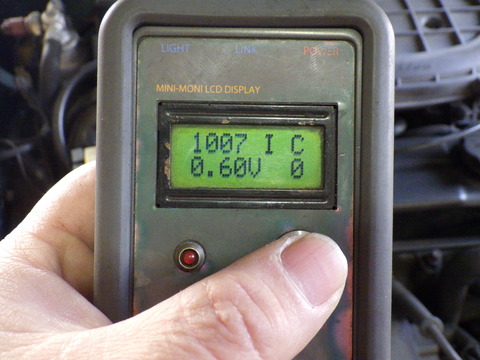 LIGHT LINK POWER
MINI-MONI LCD DISPLAY
1007 I C
0.60V 0